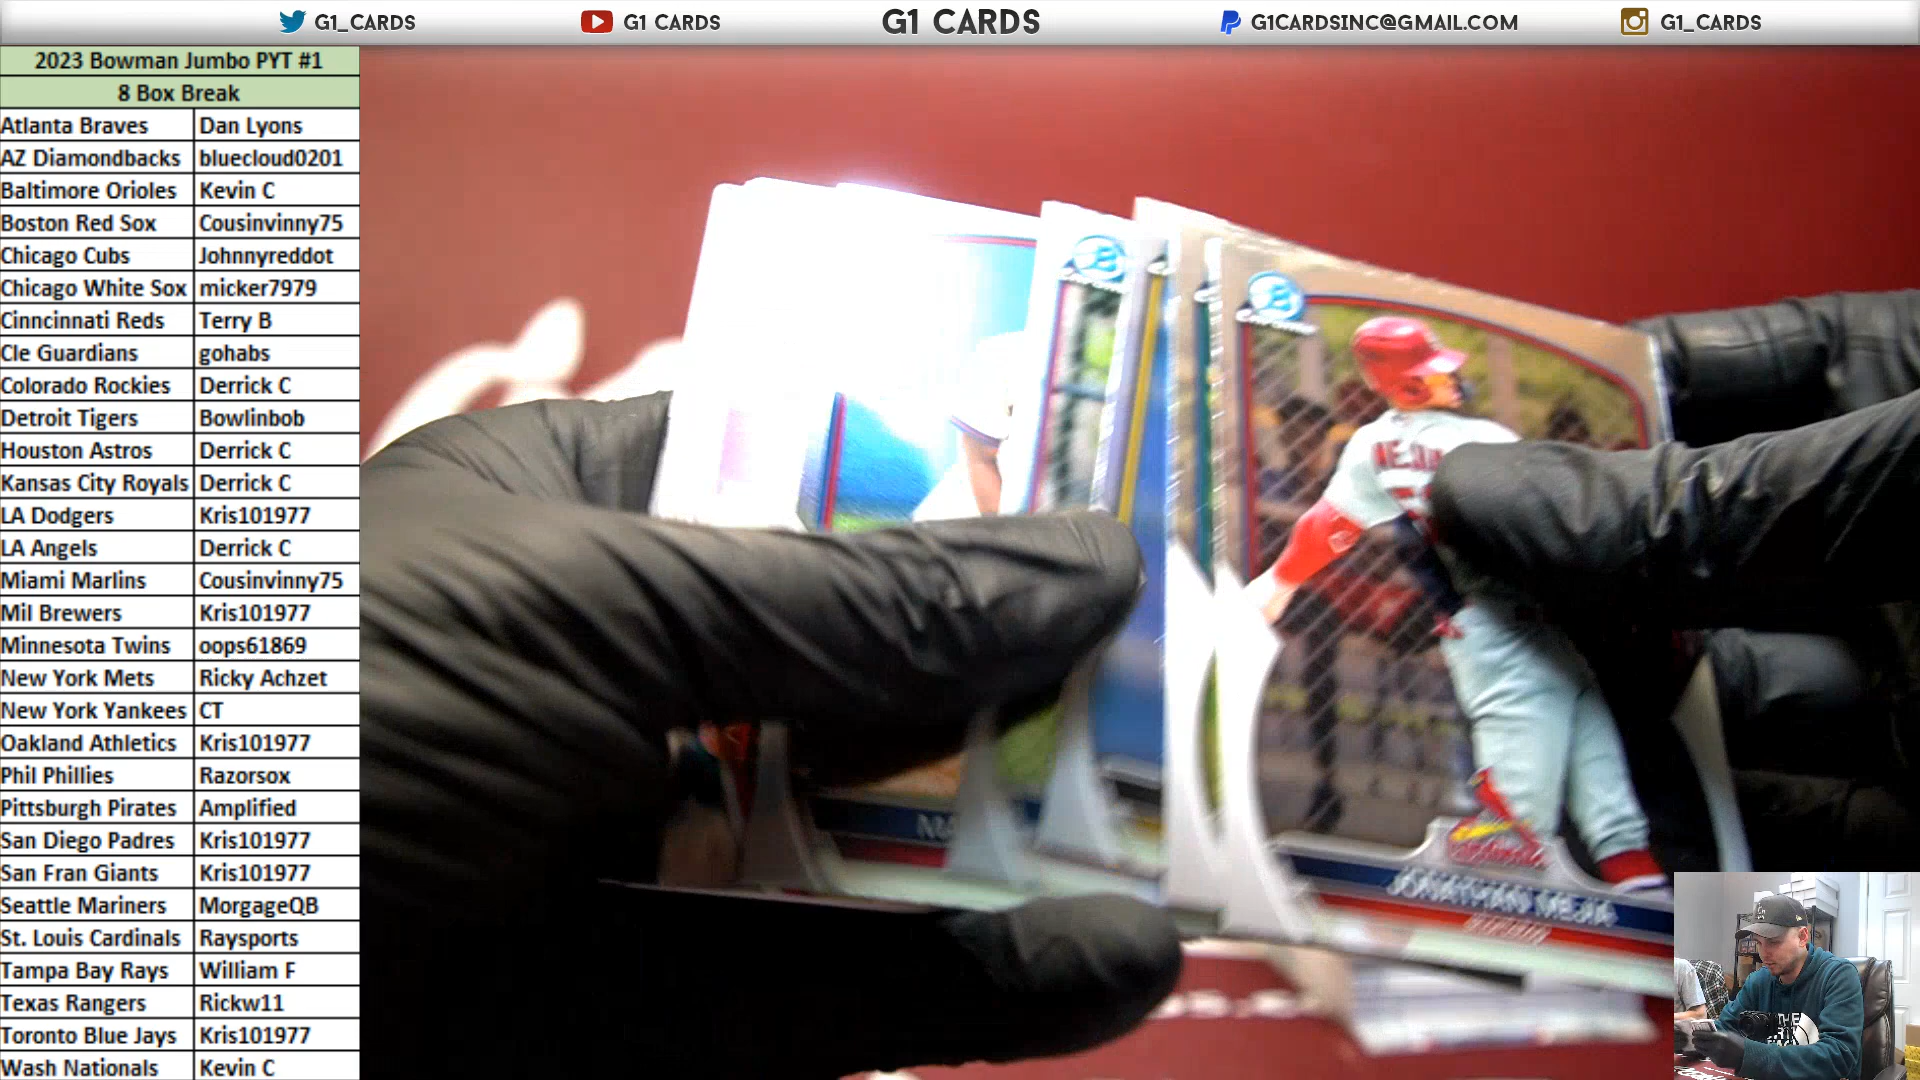 G1_CARDS G1 CARDS G1 CARDS G1CARDSINC@GMAIL.COM G1_CARDS
2023 Bowman Jumbo PYT #1
8 Box Break
Atlanta Braves Dan Lyons
AZ Diamondbacks bluecloud0201
Baltimore Orioles Kevin C
Boston Red Sox Cousinvinny75
Chicago Cubs Johnnyreddot
Chicago White Sox micker7979
Cinncinnati Reds Terry B
Cle Guardians gohabs
Colorado Rockies Derrick C
Detroit Tigers Bowlinbob
Houston Astros Derrick C
Kansas City Royals Derrick C
LA Dodgers Kris101977
LA Angels Derrick C
Miami Marlins Cousinvinny75
Mil Brewers Kris101977
Minnesota Twins oops61869
New York Mets Ricky Achzet
New York Yankees CT
Oakland Athletics Kris101977
Phil Phillies Razorsox
Pittsburgh Pirates Amplified
San Diego Padres Kris101977
San Fran Giants Kris101977
Seattle Mariners MorgageQB
St. Louis Cardinals Raysports
Tampa Bay Rays William F
Texas Rangers Rickw11
Toronto Blue Jays Kris101977
Wash Nationals Kevin C
JONATHAN MEJIA